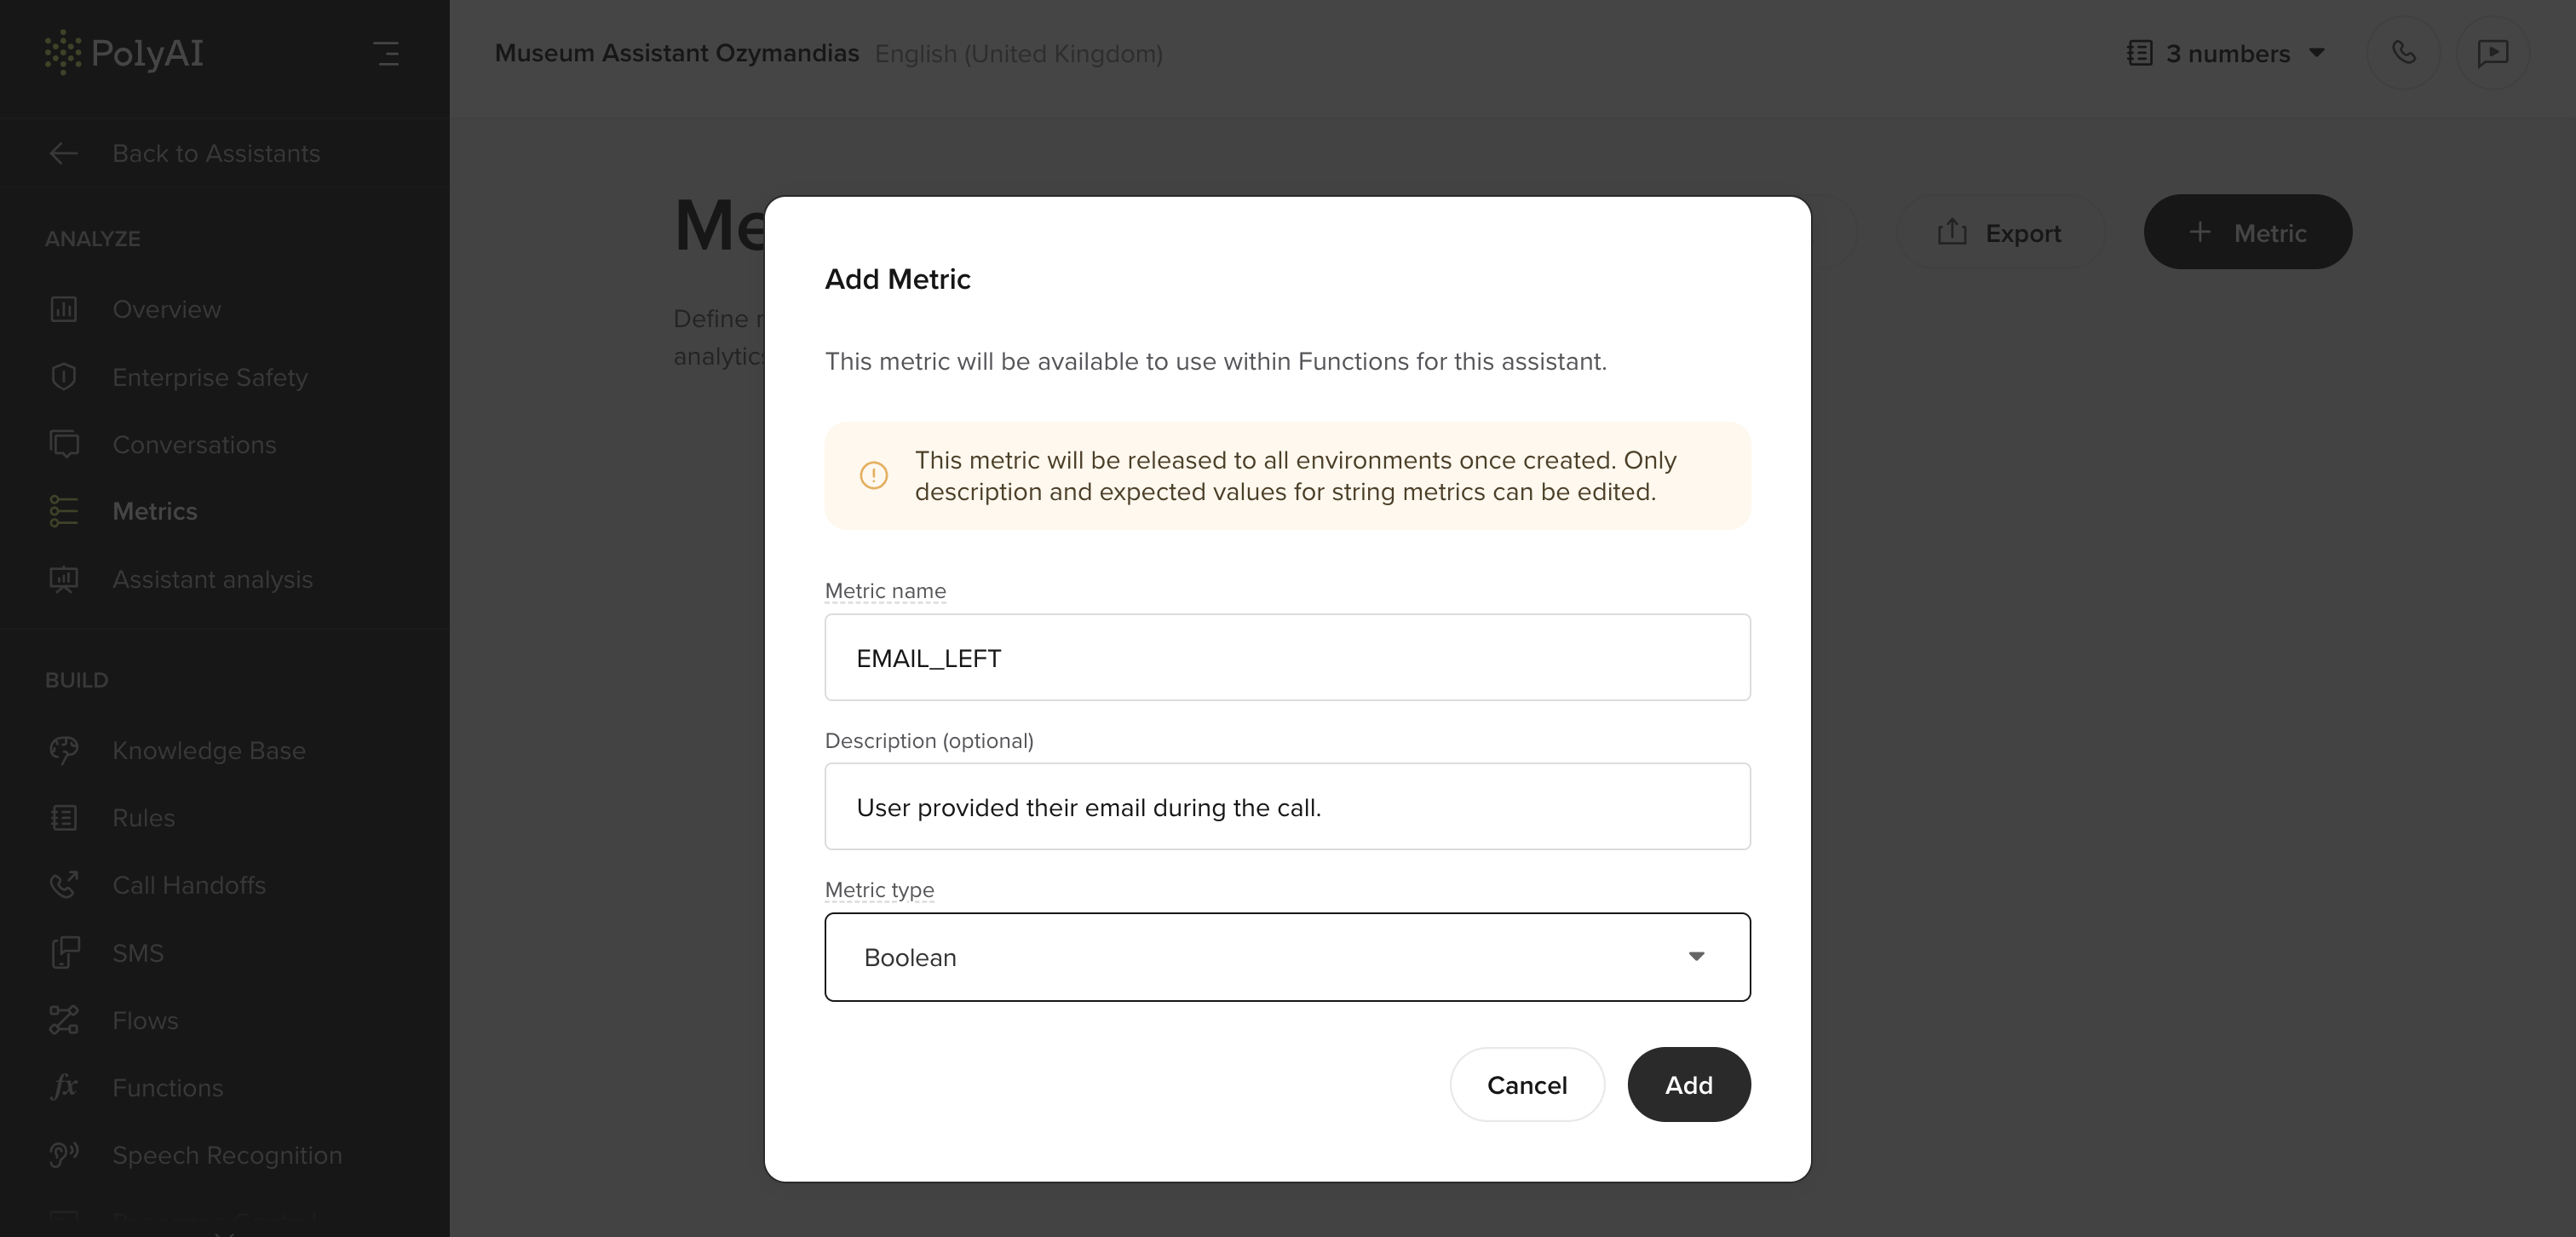 PolyAI
Museum Assistant Ozymandias English (United Kingdom)
3 numbers
Back to Assistants
ANALYZE
Overview
Enterprise Safety
Conversations
Metrics
Assistant analysis
BUILD
Knowledge Base
Rules
Call Handoffs
SMS
Flows
Functions
Speech Recognition
Export
+ Metric
Define
Add Metric
This metric will be available to use within Functions for this assistant.
This metric will be released to all environments once created. Only
description and expected values for string metrics can be edited.
Metric name
EMAIL_LEFT
Description (optional)
User provided their email during the call.
Metric type
Boolean
Cancel
Add